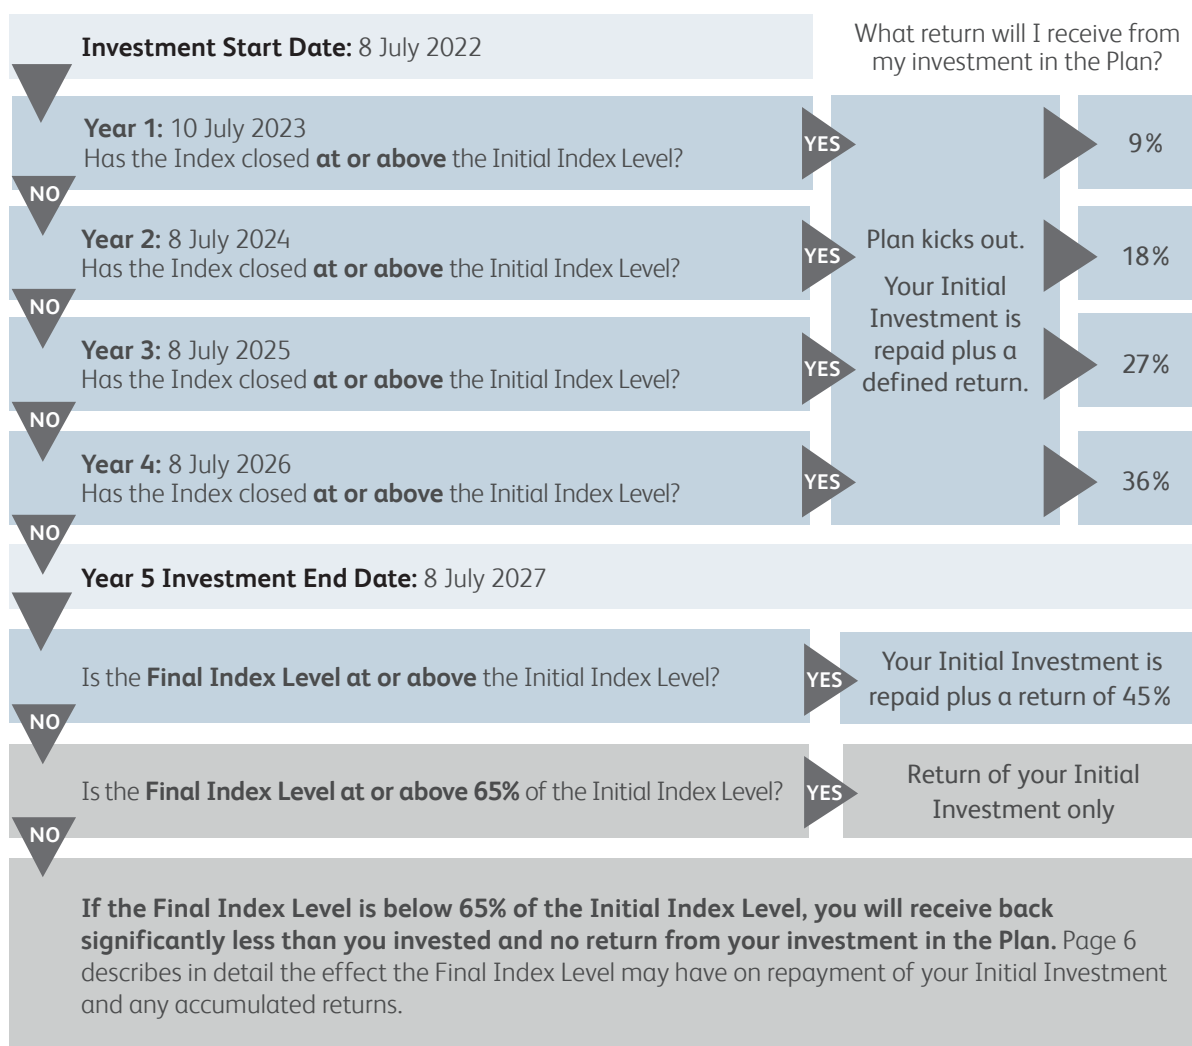 Investment Start Date: 8 July 2022
What return will I receive from
my investment in the Plan?
Year 1: 10 July 2023
Has the Index closed at or above the Initial Index Level?
YES
9%
NO
Year 2: 8 July 2024
Has the Index closed at or above the Initial Index Level?
YES
18%
NO
Year 3: 8 July 2025
Has the Index closed at or above the Initial Index Level?
YES
27%
NO
Year 4: 8 July 2026
Has the Index closed at or above the Initial Index Level?
YES
36%
Plan kicks out.
Your Initial
Investment is
repaid plus a
defined return.
NO
Year 5 Investment End Date: 8 July 2027
Is the Final Index Level at or above the Initial Index Level?
YES
Your Initial Investment is
repaid plus a return of 45%
NO
Is the Final Index Level at or above 65% of the Initial Index Level?
YES
Return of your Initial
Investment only
NO
If the Final Index Level is below 65% of the Initial Index Level, you will receive back
significantly less than you invested and no return from your investment in the Plan. Page 6
describes in detail the effect the Final Index Level may have on repayment of your Initial Investment
and any accumulated returns.